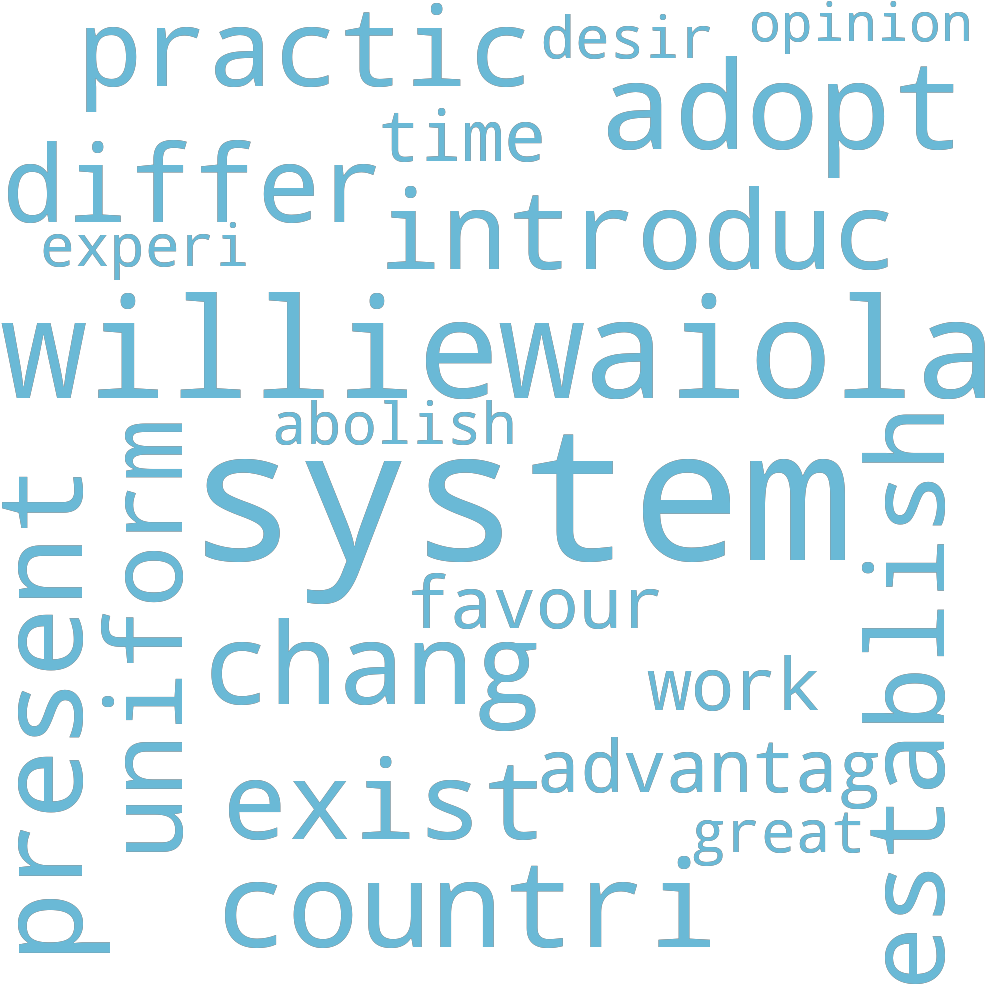 practic
desir
opinion
adopt
time
differ
introduc
experi
williewaiola
abolish
system
present
uniform
establish
favour
chang
work
advantag
exist
great
countri